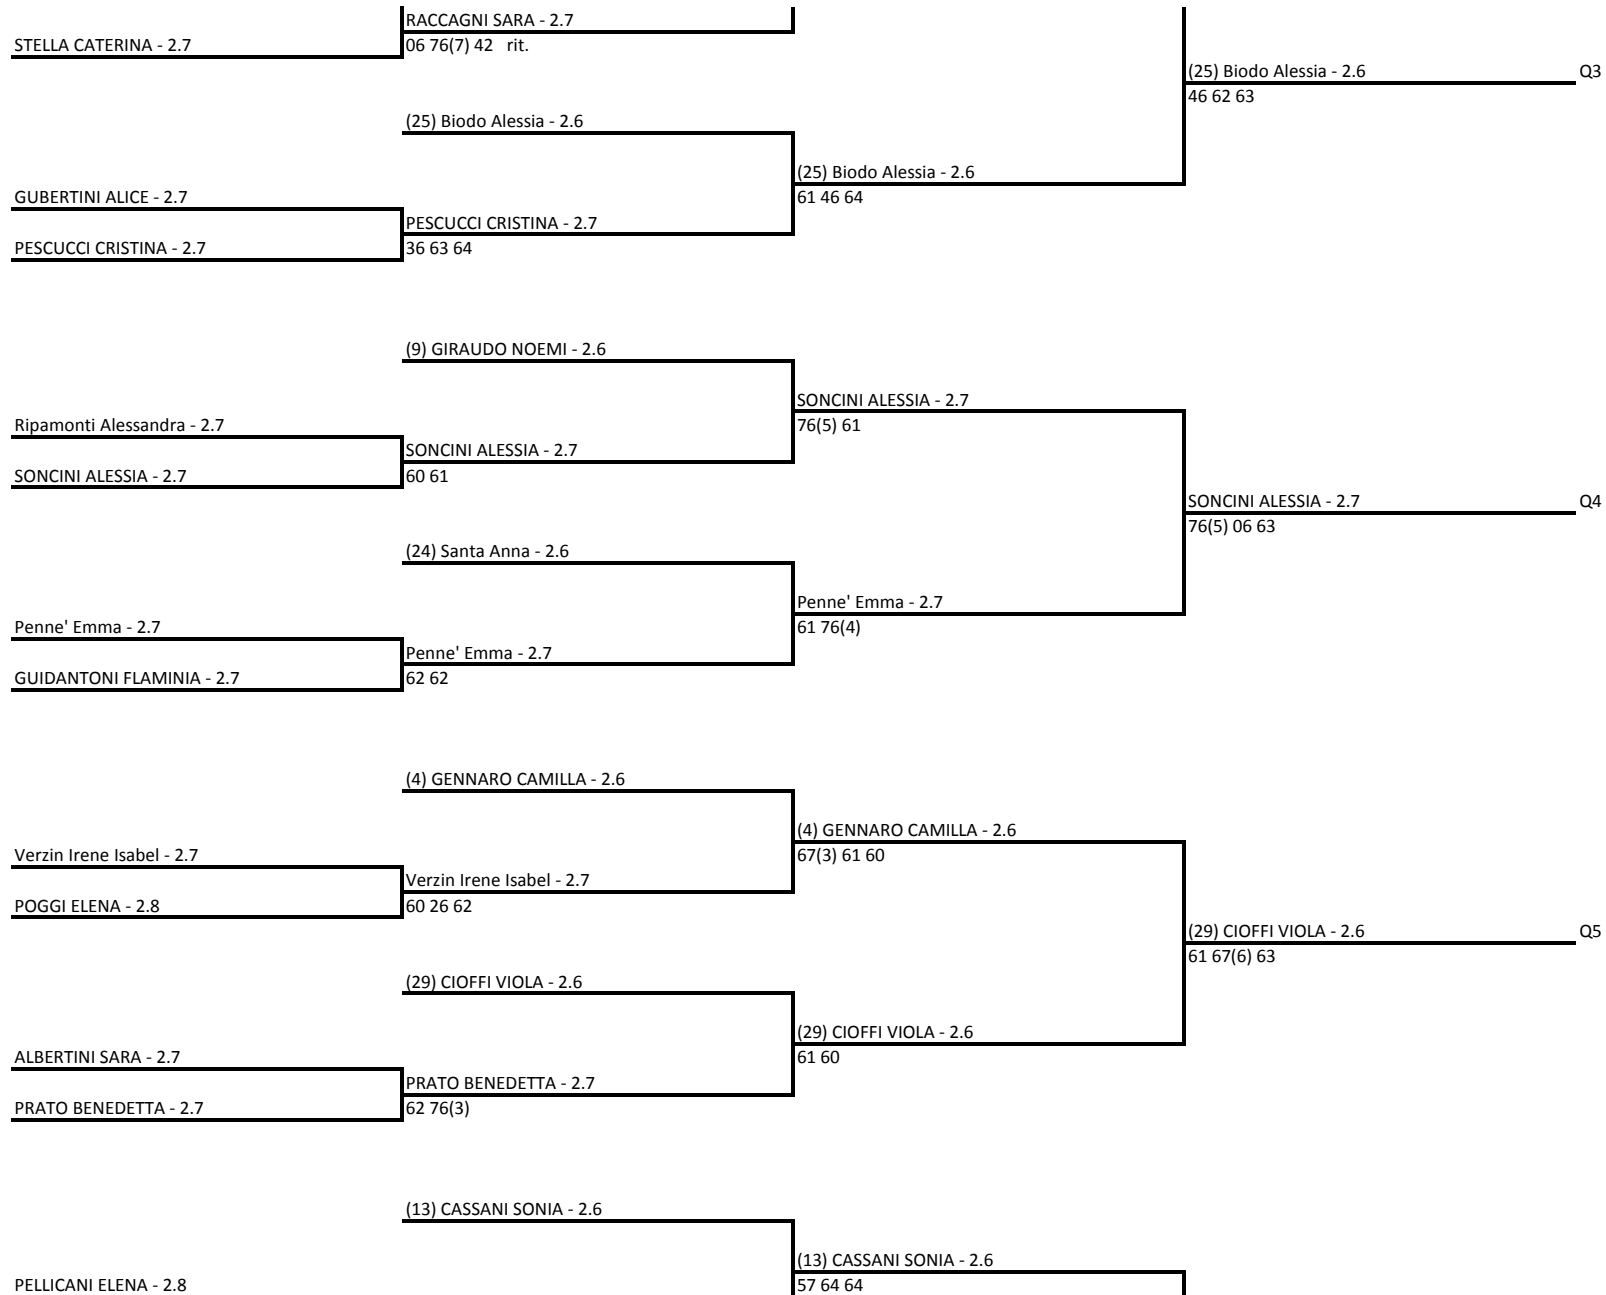 RACCAGNI SARA - 2.7
STELLA CATERINA - 2.7
06 76(7) 42   rit.
(25) Biodo Alessia - 2.6
Q3
46 62 63
(25) Biodo Alessia - 2.6
(25) Biodo Alessia - 2.6
61 46 64
GUBERTINI ALICE - 2.7
PESCUCCI CRISTINA - 2.7
PESCUCCI CRISTINA - 2.7
36 63 64
(9) GIRAUDO NOEMI - 2.6
SONCINI ALESSIA - 2.7
76(5) 61
Ripamonti Alessandra - 2.7
SONCINI ALESSIA - 2.7
SONCINI ALESSIA - 2.7
60 61
SONCINI ALESSIA - 2.7
Q4
76(5) 06 63
(24) Santa Anna - 2.6
Penne' Emma - 2.7
61 76(4)
Penne' Emma - 2.7
Penne' Emma - 2.7
GUIDANTONI FLAMINIA - 2.7
62 62
(4) GENNARO CAMILLA - 2.6
(4) GENNARO CAMILLA - 2.6
67(3) 61 60
Verzin Irene Isabel - 2.7
Verzin Irene Isabel - 2.7
POGGI ELENA - 2.8
60 26 62
(29) CIOFFI VIOLA - 2.6
Q5
61 67(6) 63
(29) CIOFFI VIOLA - 2.6
(29) CIOFFI VIOLA - 2.6
61 60
ALBERTINI SARA - 2.7
PRATO BENEDETTA - 2.7
PRATO BENEDETTA - 2.7
62 76(3)
(13) CASSANI SONIA - 2.6
(13) CASSANI SONIA - 2.6
57 64 64
PELLICANI ELENA - 2.8